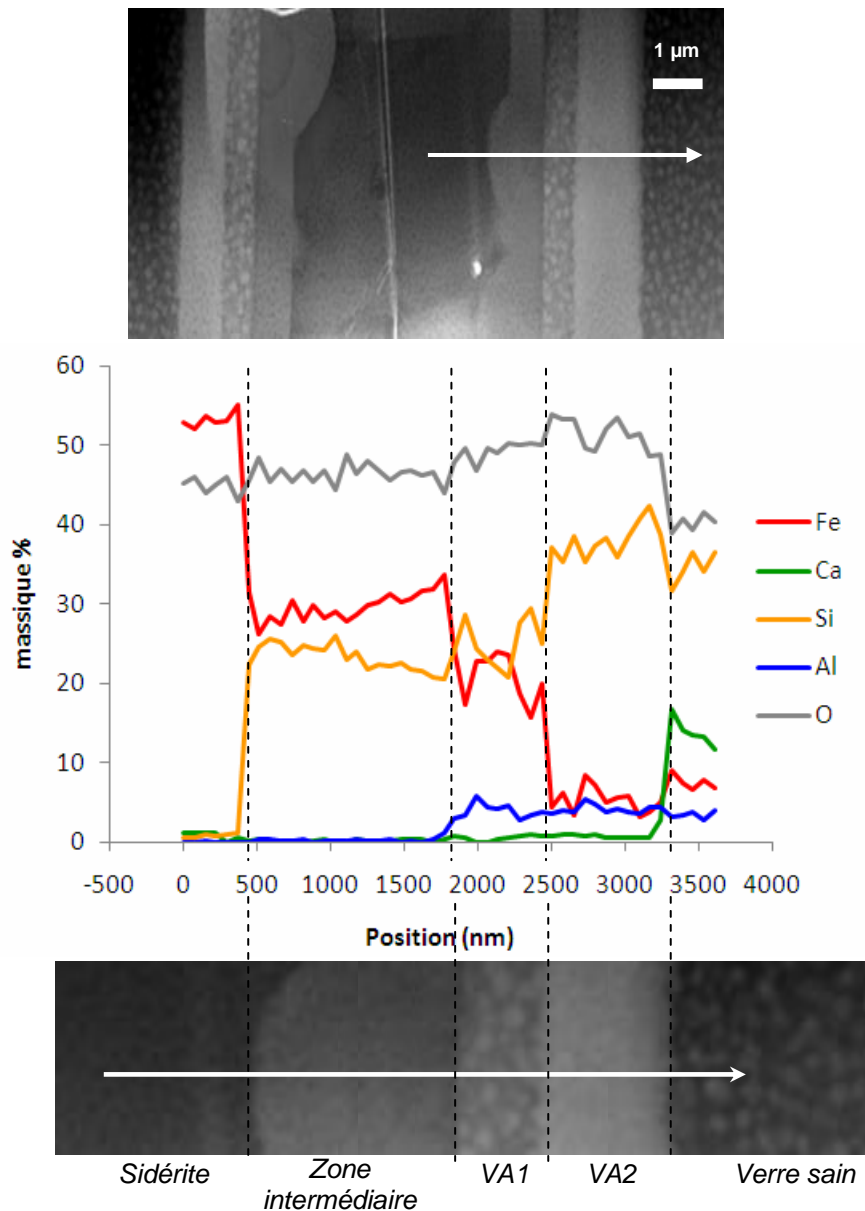 1 µm
60
50
40
30
20
10
0
massique %
-500 0 500 1000 1500 2000 2500 3000 3500 4000
Position (nm)
Fe
Ca
Si
Al
O
Sidérite Zone intermédiaire VA1 VA2 Verre sain